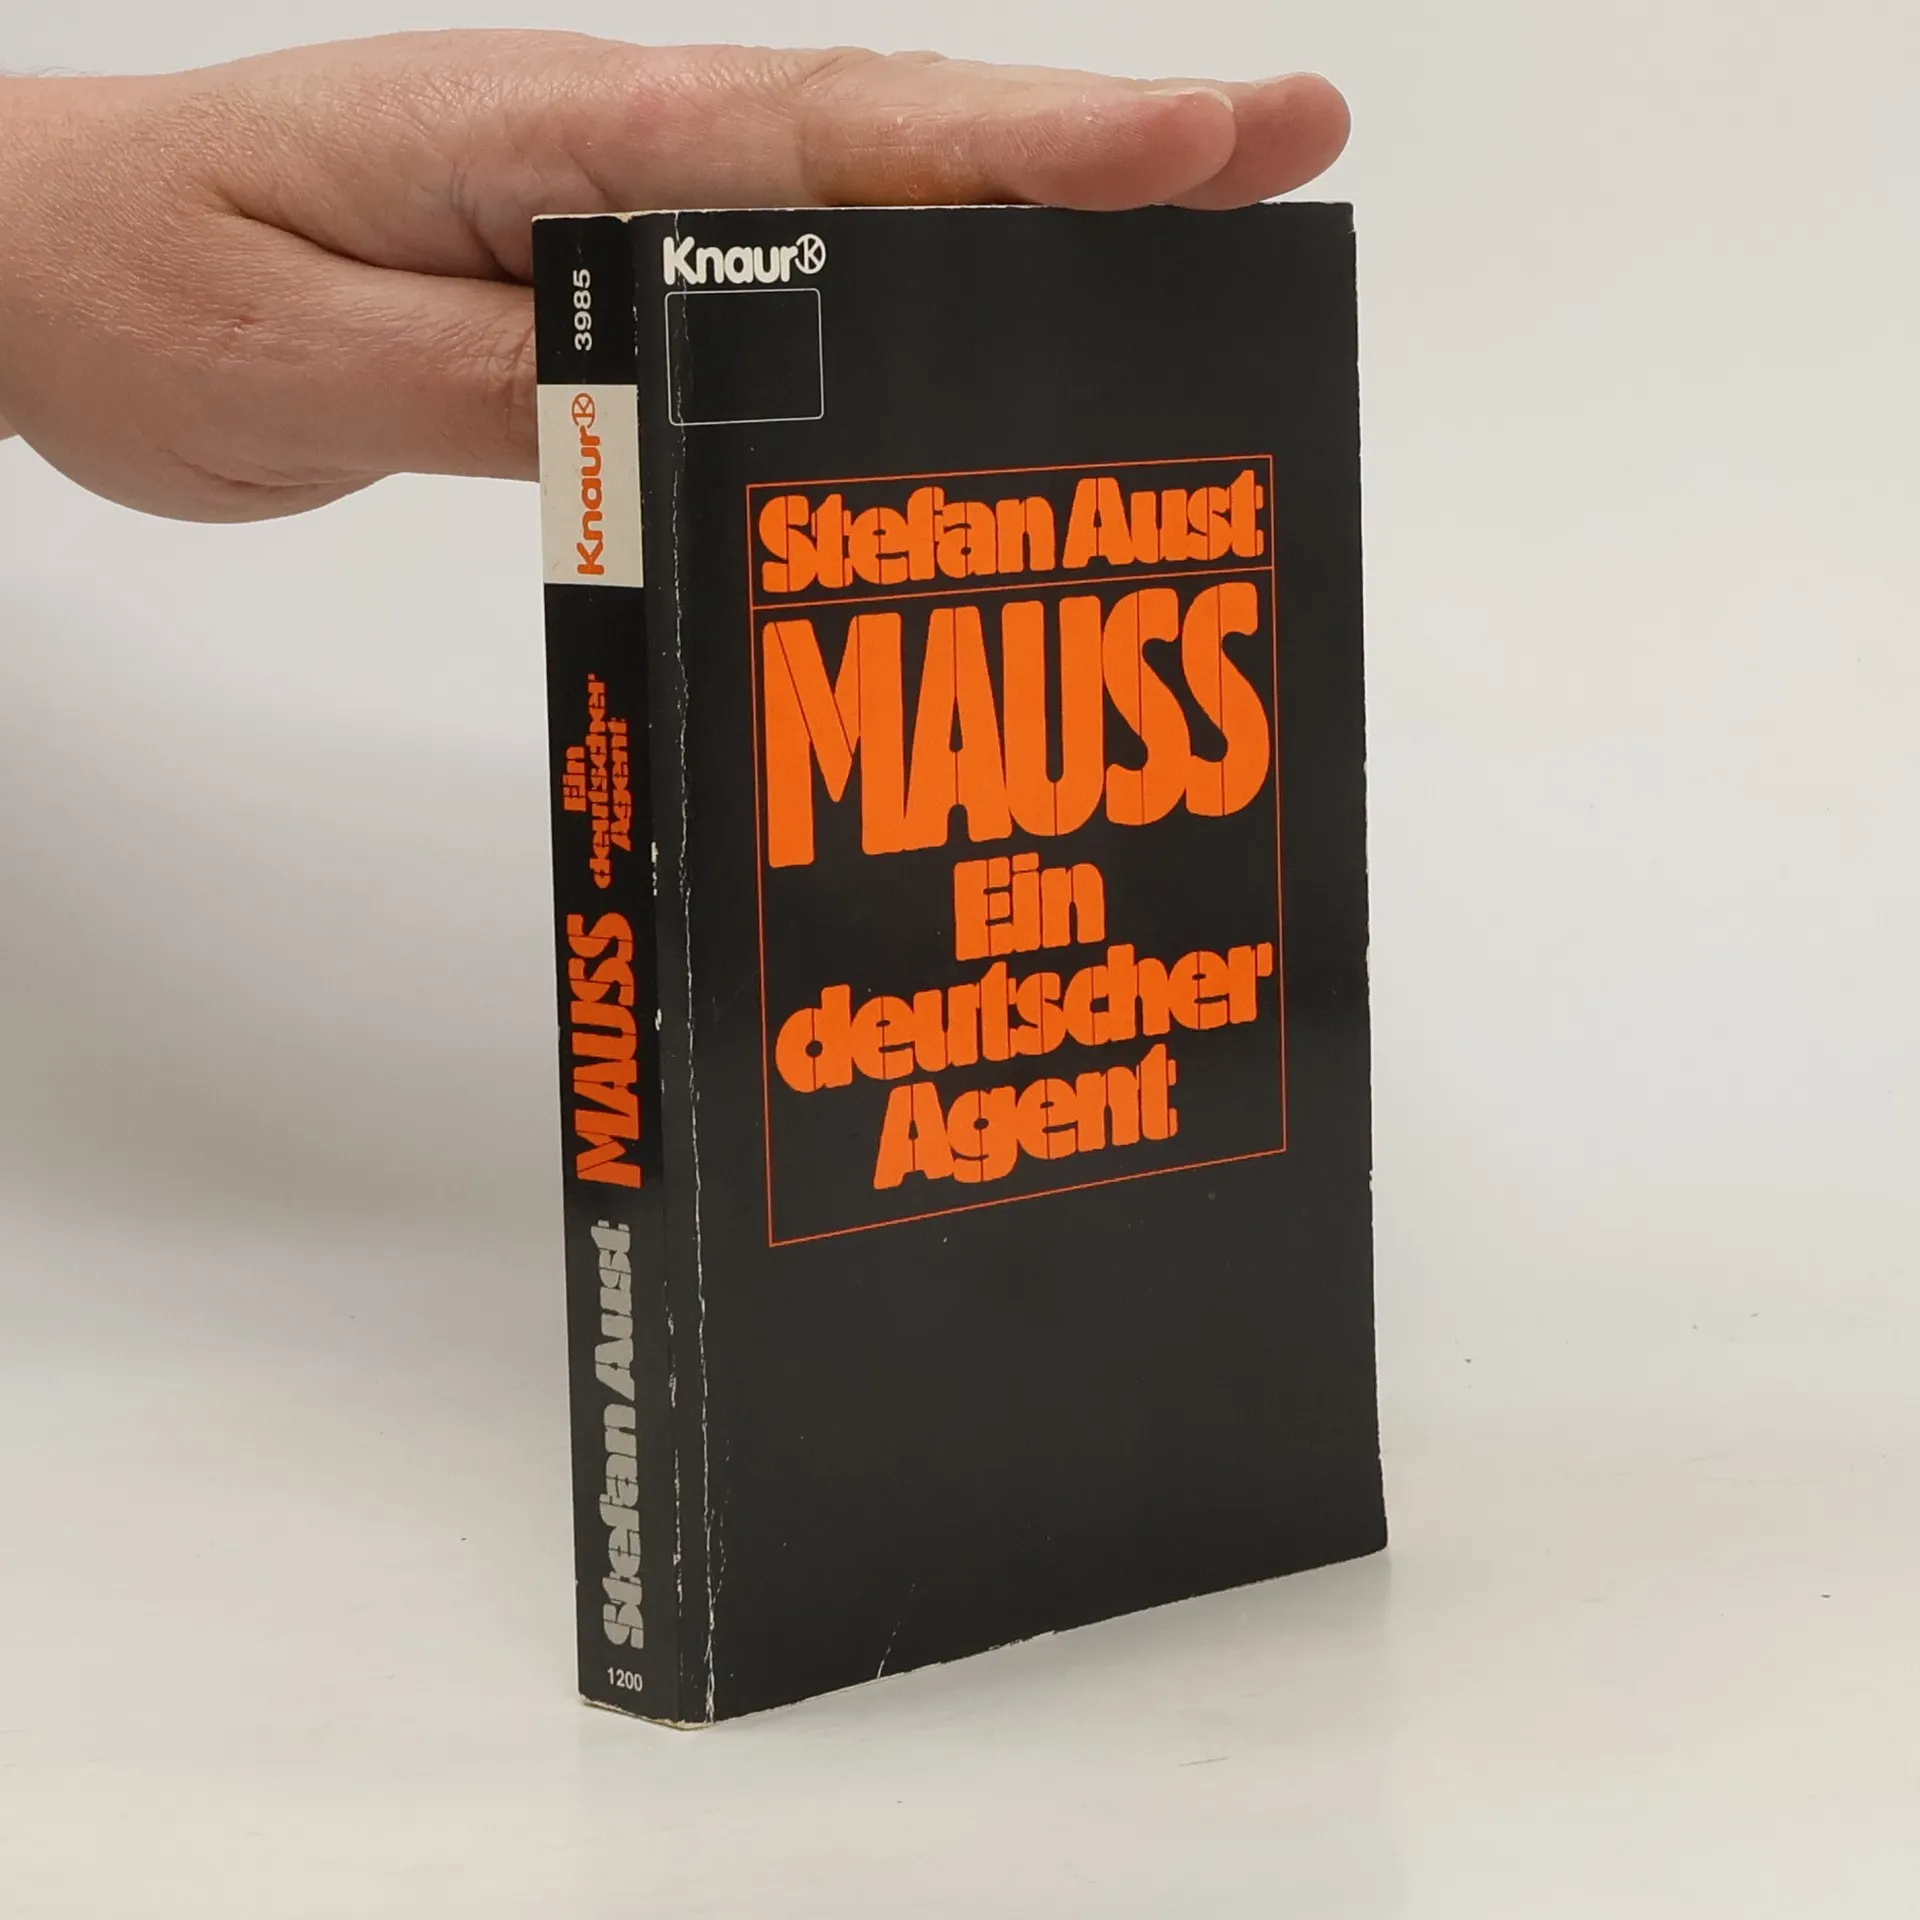 Knaur
Stefan Aust
MAUSS
Ein
deutscher
Agent
3985
Knaur
Ein
deutscher
Agent
MAUSS
Stefan Aust
1200